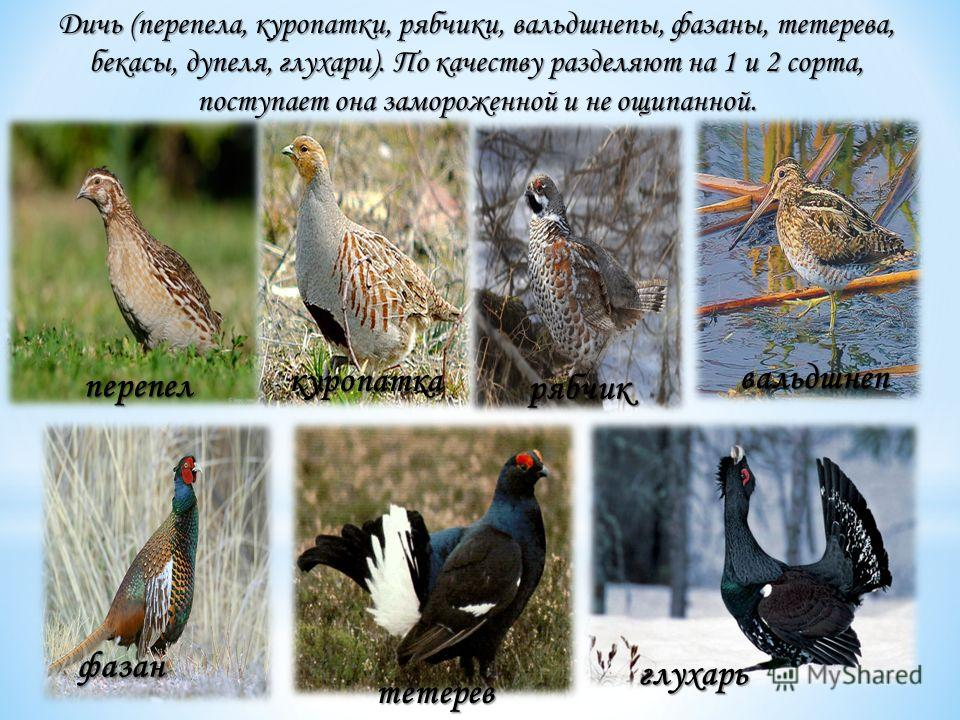 Дичь (перепела, куропатки, рябчики, вальдшнепы, фазаны, тетерева,
бекасы, дупеля, глухари). По качеству разделяют на 1 и 2 сорта,
поступает она замороженной и не ощипанной.
перепел
куропатка
рябчик
вальдшнеп
фазан
тетерев
глухарь
MyShared